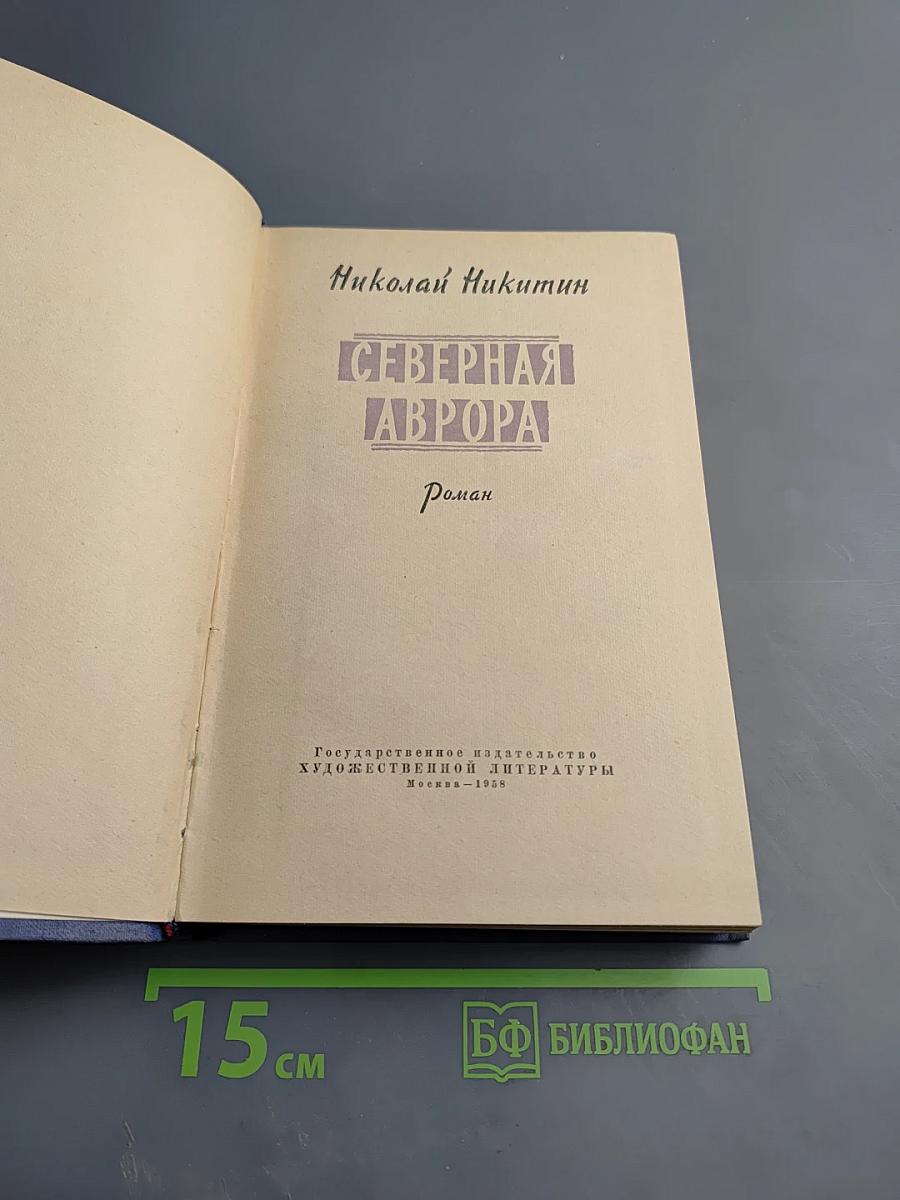 Николай Никитин
СЕВЕРНАЯ
АВРОРА
Роман
Государственное издательство
ХУДОЖЕСТВЕННОЙ ЛИТЕРАТУРЫ
Москва—1958
15 см
БФ БИБЛИОФАН